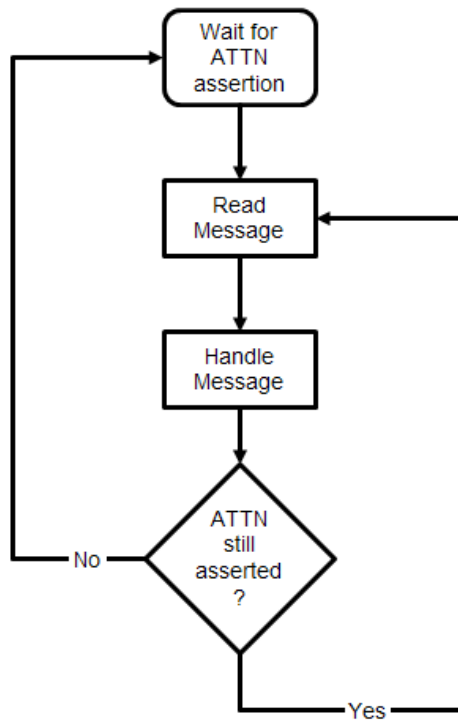 Wait for
ATTN
assertion
Read
Message
Handle
Message
ATTN
still
asserted
?
No
Yes